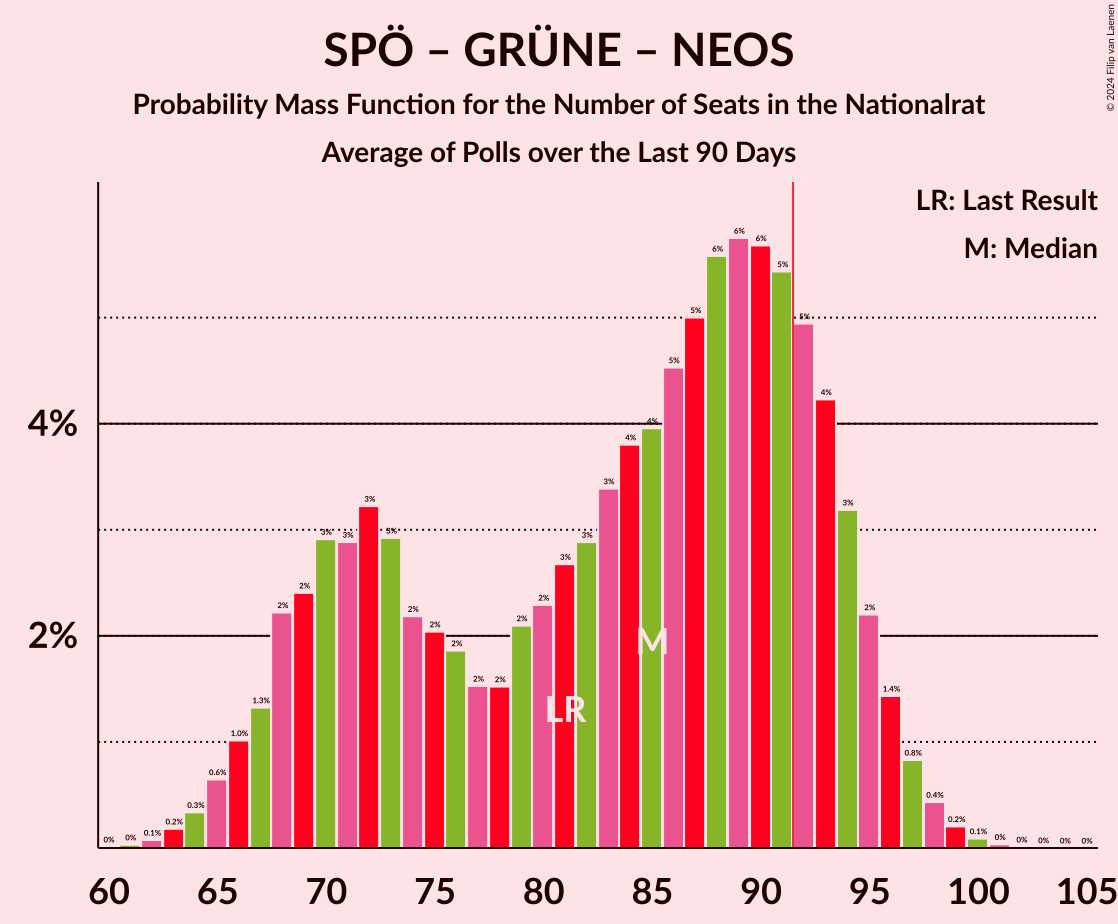 SPÖ – GRÜNE – NEOS
Probability Mass Function for the Number of Seats in the Nationalrat
Average of Polls over the Last 90 Days
© 2024 Filip van Laenen
LR: Last Result
M: Median
4%
2%
0% 0% 0.1% 0.2% 0.3% 0.6% 1.0% 1.3% 2% 2% 3% 3% 3% 3% 2% 2% 2% 2% 2% 2% 2% 3% 3% 3% 4% 4% 5% 5% 6% 6% 6% 5% 5% 4% 3% 2% 1.4% 0.8% 0.4% 0.2% 0.1% 0% 0% 0% 0% 0%
M
LR
60 65 70 75 80 85 90 95 100 105